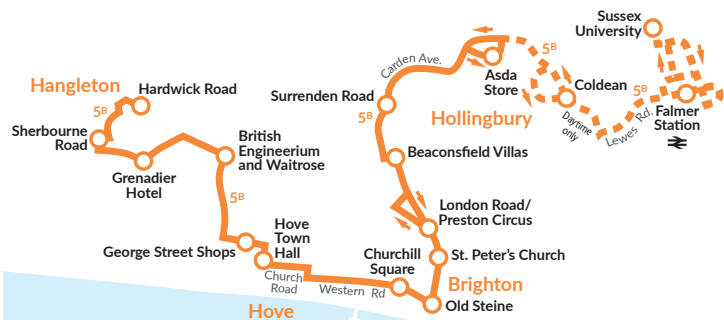 Sussex
University
Carden Ave.
5B
Hangleton
Hardwick Road
Asda
Store
Coldean
5B
5B
Surrenden Road
5B
Hollingbury
Daytime
only
Lewes Rd.
Falmer
Station
Sherbourne
Road
British
Engineerium
and Waitrose
Beaconsfield Villas
Grenadier
Hotel
5B
London Road/
Preston Circus
Hove
Town
Hall
George Street Shops
Churchill
Square
St. Peter's Church
Church
Road
Western Rd
Brighton
Old Steine
Hove